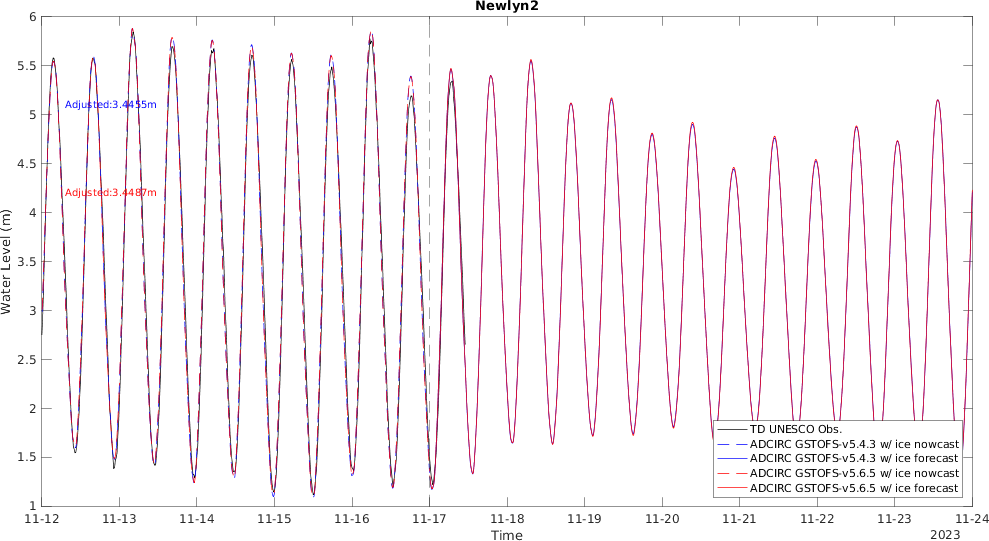 Newlyn2
6
5.5
5
4.5
4
3.5
3
2.5
2
1.5
1
Water Level (m)
Adjusted:3.4455m
Adjusted:3.4487m
TD UNESCO Obs.
ADCIRC GSTOFS-v5.4.3 w/ ice nowcast
ADCIRC GSTOFS-v5.4.3 w/ ice forecast
ADCIRC GSTOFS-v5.6.5 w/ ice nowcast
ADCIRC GSTOFS-v5.6.5 w/ ice forecast
11-12 11-13 11-14 11-15 11-16 11-17 11-18 11-19 11-20 11-21 11-22 11-23 11-24
Time
2023